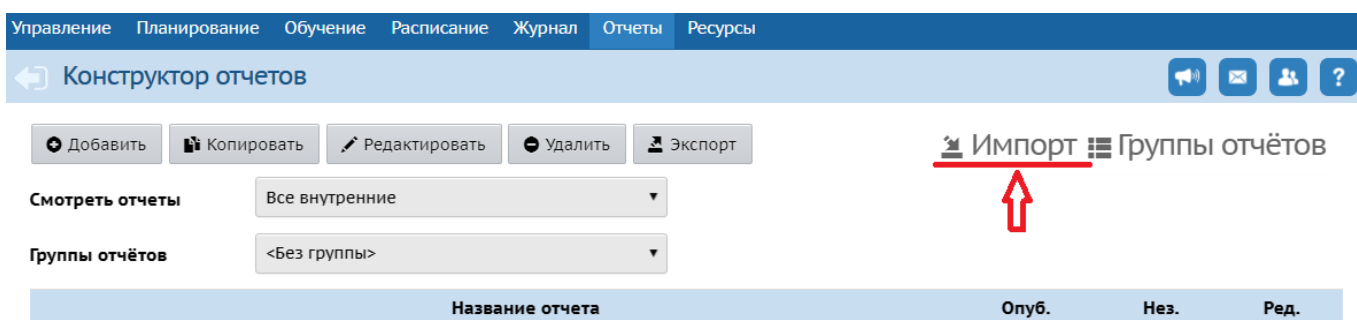 Управление Планирование Обучение Расписание Журнал Отчеты Ресурсы
Конструктор отчетов ?
Добавить Копировать Редактировать Удалить Экспорт Импорт Группы отчётов
Смотреть отчеты Все внутренние
Группы отчётов <Без группы>
Название отчета Опуб. Нез. Ред.